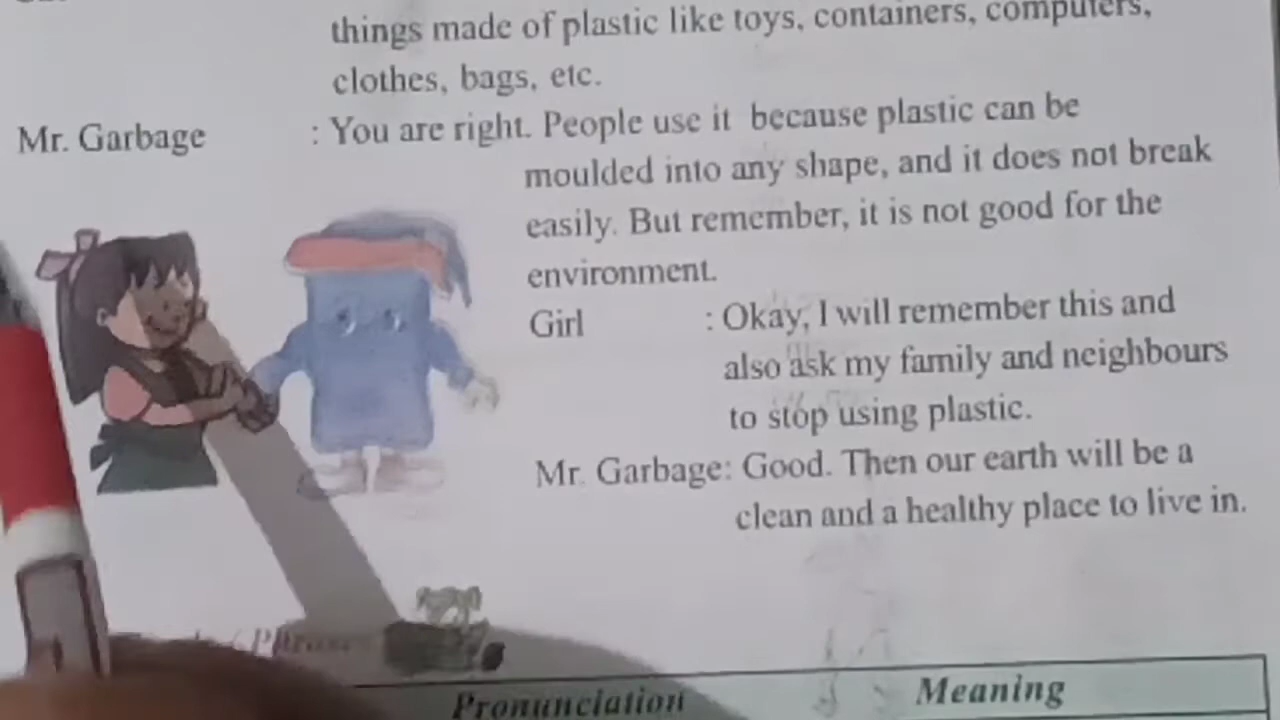 things made of plastic like toys, containers, computers,
clothes, bags, etc.
Mr. Garbage : You are right. People use it because plastic can be
moulded into any shape, and it does not break
easily. But remember, it is not good for the
environment.
Girl : Okay, I will remember this and
also ask my family and neighbours
to stop using plastic.
Mr. Garbage: Good. Then our earth will be a
clean and a healthy place to live in.
Pronunciation Meaning